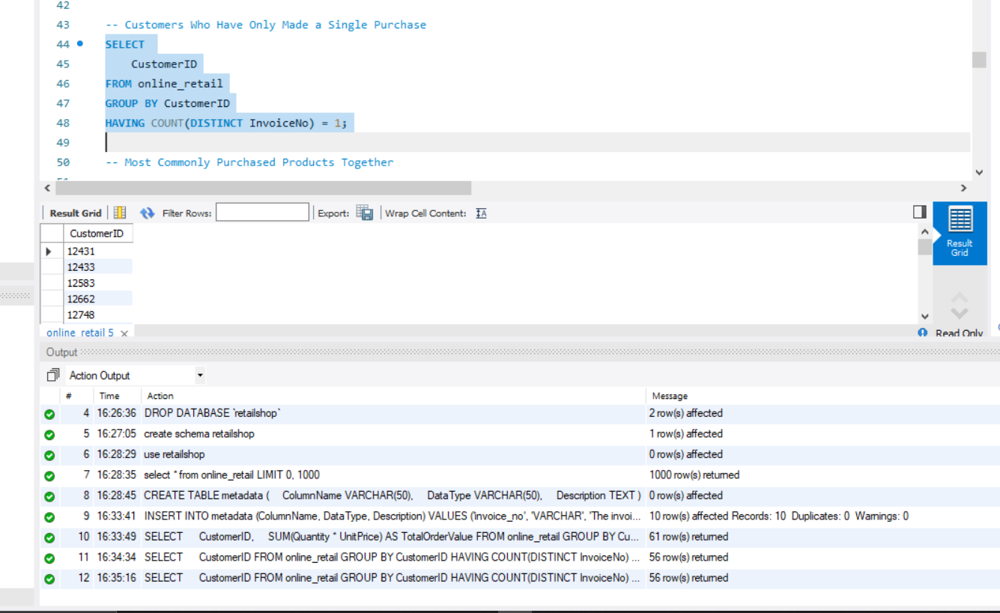 42
43 -- Customers Who Have Only Made a Single Purchase
44 SELECT
45 CustomerID
46 FROM online_retail
47 GROUP BY CustomerID
48 HAVING COUNT(DISTINCT InvoiceNo) = 1;
49
50 -- Most Commonly Purchased Products Together
Result Grid Filter Rows: Export: Wrap Cell Content:
CustomerID
12431
12433
12583
12662
12748
Result
Grid
online_retail 5
Read Only
Output
Action Output
# Time Action Message
4 16:26:36 DROP DATABASE `retailshop` 2 row(s) affected
5 16:27:05 create schema retailshop 1 row(s) affected
6 16:28:29 use retailshop 0 row(s) affected
7 16:28:35 select * from online_retail LIMIT 0, 1000 1000 row(s) returned
8 16:28:45 CREATE TABLE metadata ( ColumnName VARCHAR(50), DataType VARCHAR(50), Description TEXT ) 0 row(s) affected
9 16:33:41 INSERT INTO metadata (ColumnName, DataType, Description) VALUES ('invoice_no', 'VARCHAR', 'The invoi... 10 row(s) affected Records: 10 Duplicates: 0 Warnings: 0
10 16:33:49 SELECT CustomerID, SUM(Quantity * UnitPrice) AS TotalOrderValue FROM online_retail GROUP BY Cu... 61 row(s) returned
11 16:34:34 SELECT CustomerID FROM online_retail GROUP BY CustomerID HAVING COUNT(DISTINCT InvoiceNo) ... 56 row(s) returned
12 16:35:16 SELECT CustomerID FROM online_retail GROUP BY CustomerID HAVING COUNT(DISTINCT InvoiceNo) ... 56 row(s) returned